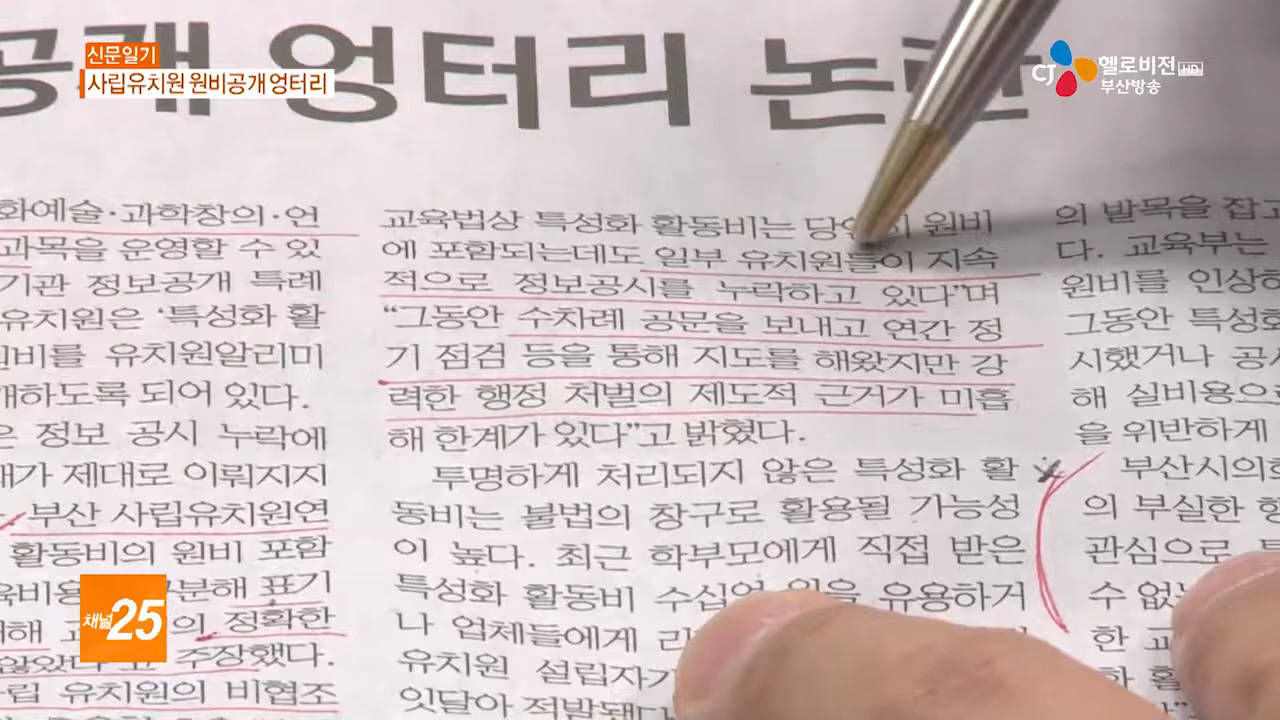 신문일기
사립유치원 원비공개 엉터리
CJ 헬로비전 HD
부산방송
공개 엉터리 논란
화예술·과학창의·언
과목을 운영할 수 있
기관 정보공개 특례
유치원은 '특성화 활
원비를 유치원알리미
개하도록 되어 있다.
은 정보 공시 누락에
제대로 이뤄지지
부산 사립유치원연
활동비의 원비 포함
구분해 표기
정확한
않았다"고 주장했다.
유치원의 비협조
교육법상 특성화 활동비는 당연히 원비
에 포함되는데도 일부 유치원들이 지속
적으로 정보공시를 누락하고 있다"며
"그동안 수차례 공문을 보내고 연간 정
기 점검 등을 통해 지도를 해왔지만 강
력한 행정 처벌의 제도적 근거가 미흡
해 한계가 있다"고 밝혔다.
투명하게 처리되지 않은 특성화 활
동비는 불법의 창구로 활용될 가능성
이 높다. 최근 학부모에게 직접 받은
특성화 활동비 수십억 원을 유용하거
나 업체들에게
유치원 설립자가
잇달아 적발됐다
의 발목을 잡고
다. 교육부는
원비를 인상하
그동안 특성화
시했거나 공시
해 실비용으
을 위반하게
부산시의회
의 부실한 행
관심으로
수 없
한 교
한 활
채널 25